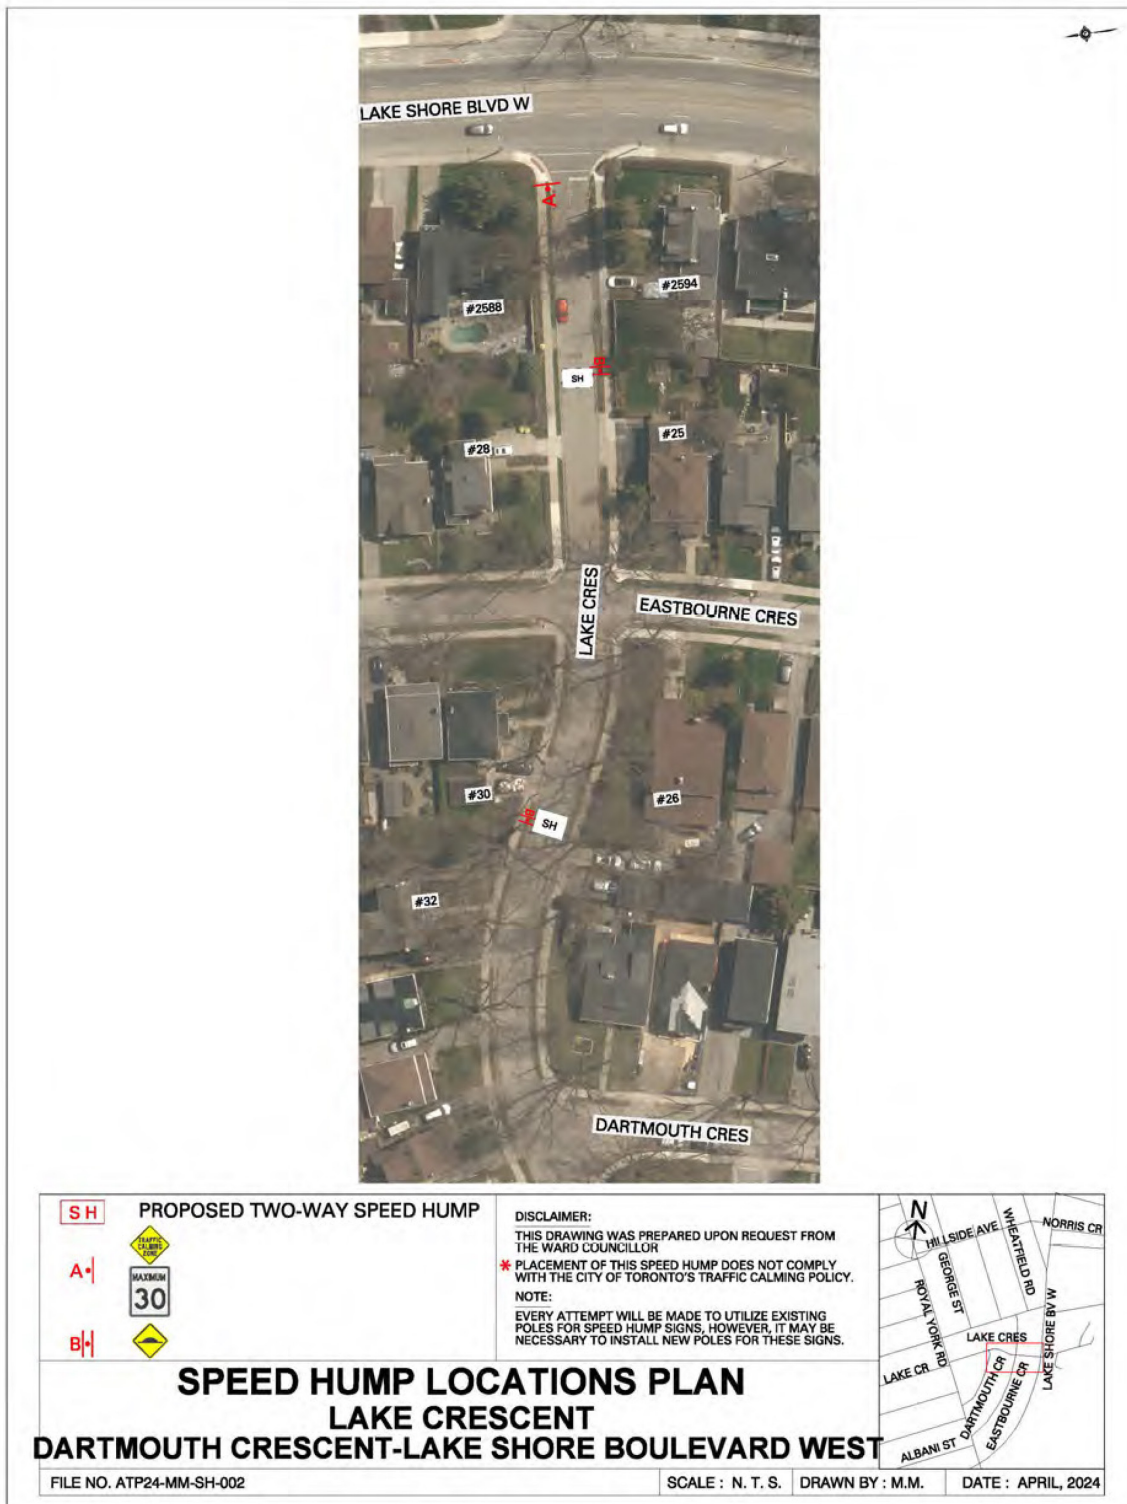 LAKE SHORE BLVD W
A
#2594
#2588
B
SH
#25
#28
LAKE CRES
EASTBOURNE CRES
#30
#26
B
SH
#32
DARTMOUTH CRES
SH
PROPOSED TWO-WAY SPEED HUMP
TRAFFIC
CALMING
ZONE
A
MAXIMUM
30
B
DISCLAIMER:
THIS DRAWING WAS PREPARED UPON REQUEST FROM
THE WARD COUNCILLOR
* PLACEMENT OF THIS SPEED HUMP DOES NOT COMPLY
WITH THE CITY OF TORONTO'S TRAFFIC CALMING POLICY.
NOTE:
EVERY ATTEMPT WILL BE MADE TO UTILIZE EXISTING
POLES FOR SPEED HUMP SIGNS, HOWEVER, IT MAY BE
NECESSARY TO INSTALL NEW POLES FOR THESE SIGNS.
N
HILLSIDE AVE
WHEATFIELD RD
NORRIS CR
GEORGE ST
ROYAL YORK RD
LAKE SHORE BV W
LAKE CRES
LAKE CR
DARTMOUTH CR
EASTBOURNE CR
ALBANI ST
SPEED HUMP LOCATIONS PLAN
LAKE CRESCENT
DARTMOUTH CRESCENT-LAKE SHORE BOULEVARD WEST
FILE NO. ATP24-MM-SH-002
SCALE : N. T. S.
DRAWN BY : M.M.
DATE : APRIL, 2024